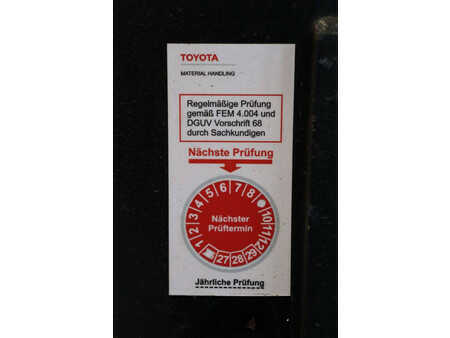 TOYOTA
MATERIAL HANDLING
Regelmäßige Prüfung
gemäß FEM 4.004 und
DGUV Vorschrift 68
durch Sachkundigen
Nächste Prüfung
1 2 3 4 5 6 7 8 10 11 12
Nächster
Prüftermin
27 28 29
Jährliche Prüfung